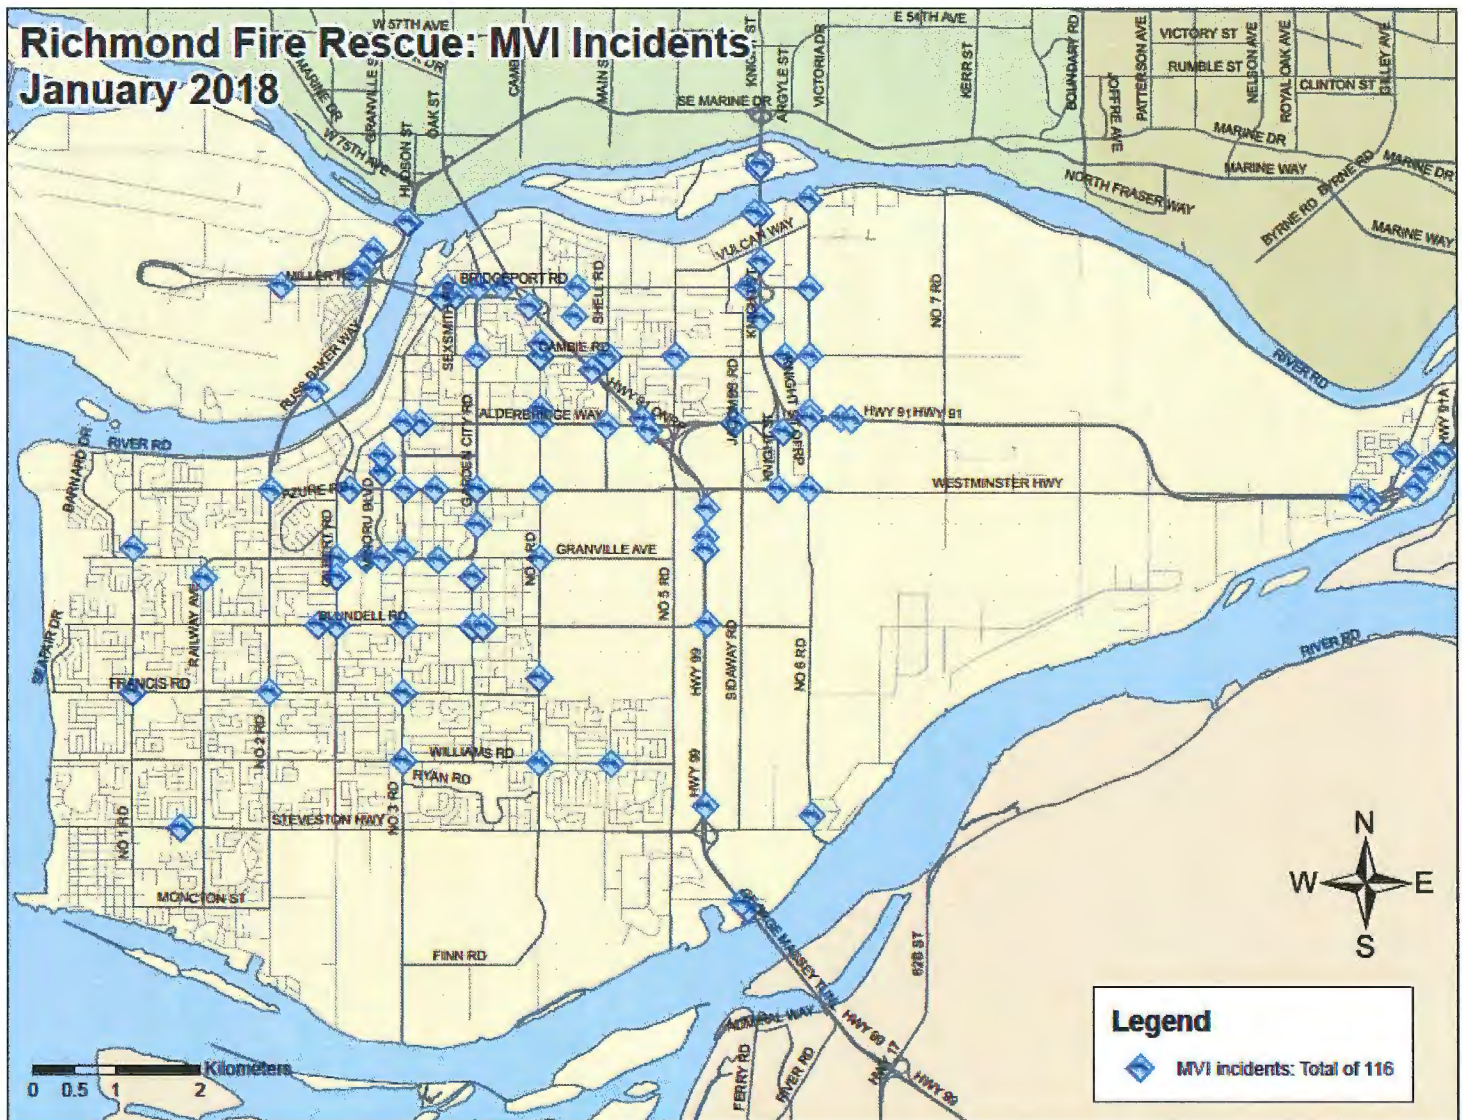 Richmond Fire Rescue: MVI Incidents
January 2018
W 57TH AVE
E 54TH AVE
KNIGHT ST
ARGYLE ST
VICTORIA DR
KERR ST
BOUNDARY RD
JOFFRE AVE
PATTERSON AVE
VICTORY ST
RUMBLE ST
NELSON AVE
ROYAL OAK AVE
CLINTON ST
GILLEY AVE
MARINE DR
GRANVILLE S
W 75TH AVE
HUDSON ST
OAK ST
CAMB
MAIN S
SE MARINE DR
MARINE DR
MARINE WAY
NORTH FRASER WAY
BYRNE RD
BYRNE RD
MARINE DR
MARINE WAY
VULCAN WAY
MILLER R
BRIDGEPORT RD
SHELL RD
SEXSMITH RD
NO 7 RD
RUSS BAKER WAY
CAMBIE RD
RIVER RD
JACOMBS RD
ALDERBRIDGE WAY
HWY 91 HWY 91
HWY 91A
RIVER RD
BARNARD DR
GARDEN CITY RD
KNIGHT ST
AZURE RD
WESTMINSTER HWY
MINORU BLVD
GILBERT RD
NO 4 RD
GRANVILLE AVE
NO 5 RD
RAILWAY AVE
BLUNDELL RD
SEAFAIR DR
HWY 99
SIDAWAY RD
NO 6 RD
RIVER RD
FRANCIS RD
NO 2 RD
WILLIAMS RD
RYAN RD
HWY 99
NO 1 RD
STEVESTON HWY
NO 3 RD
MONCTON ST
FINN RD
GEORGE MASSEY TUNL
62B ST
N
W E
S
ADMIRAL WAY
HWY 99
HWY 17
HWY 99
FERRY RD
RIVER RD
Legend
MVI incidents: Total of 116
Kilometers
0 0.5 1 2